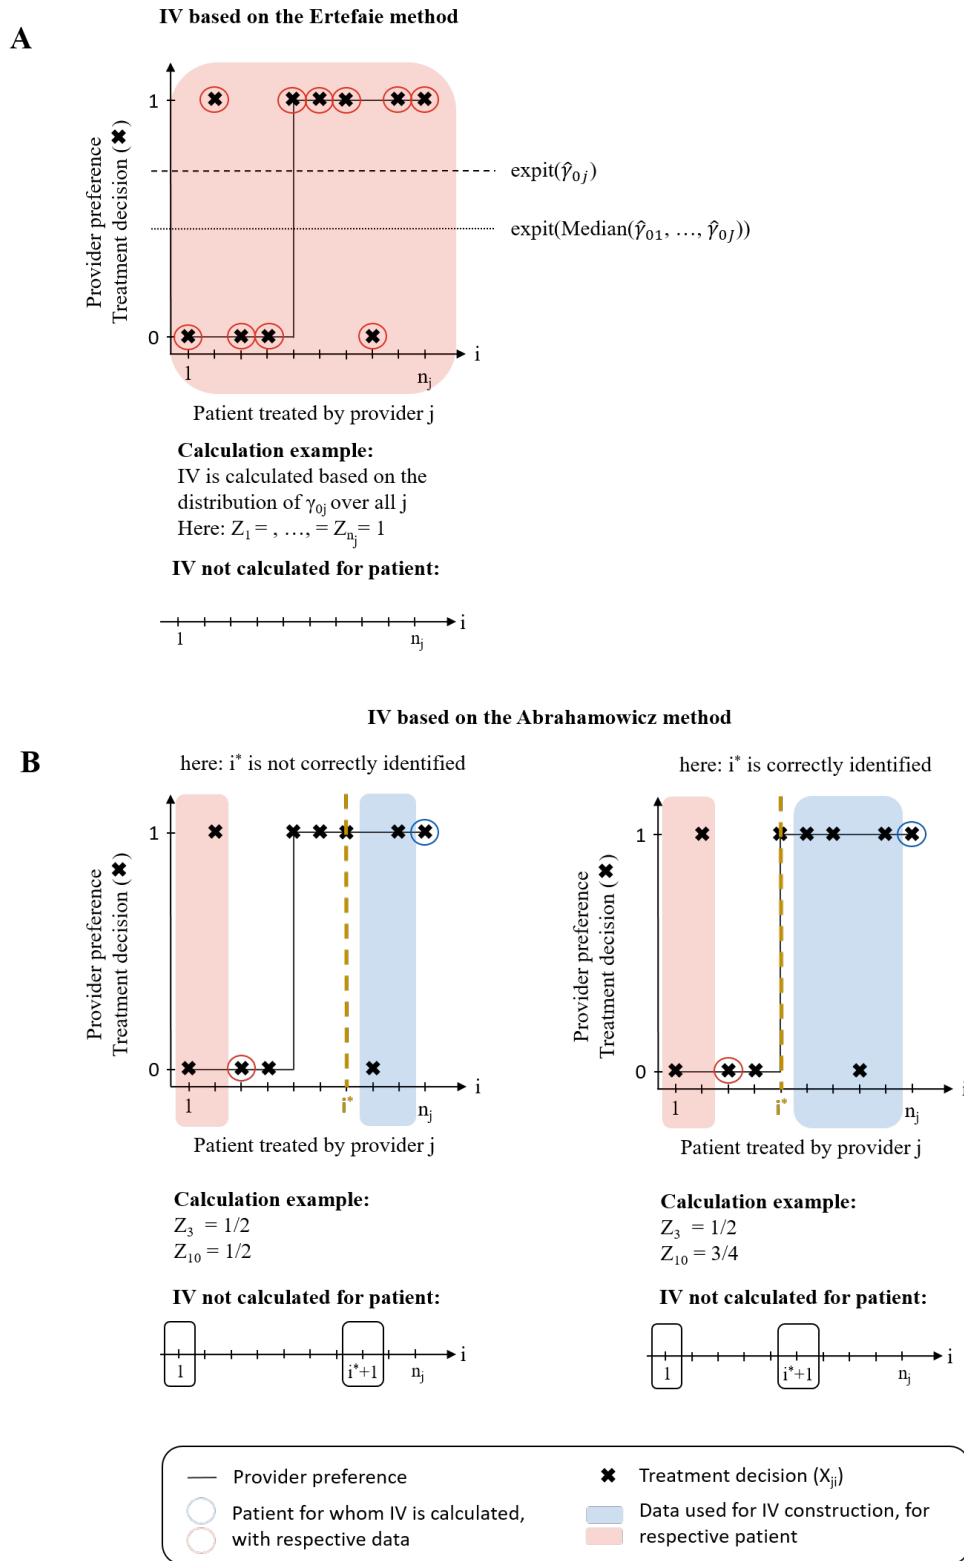 IV based on the Ertefaie method
A
1
0
Provider preference
Treatment decision (✖)
expit(γ̂₀ⱼ)
expit(Median(γ̂₀₁, …, γ̂₀J))
i
1
nⱼ
Patient treated by provider j
Calculation example:
IV is calculated based on the
distribution of γ₀ⱼ over all j
Here: Z₁ = , …, = Zₙⱼ= 1
IV not calculated for patient:
i
1
nⱼ
IV based on the Abrahamowicz method
B
here: i* is not correctly identified
1
0
Provider preference
Treatment decision (✖)
i
1
i*
nⱼ
Patient treated by provider j
Calculation example:
Z₃ = 1/2
Z₁₀ = 1/2
IV not calculated for patient:
i
1
i*+1
nⱼ
here: i* is correctly identified
1
0
Provider preference
Treatment decision (✖)
i
1
i*
nⱼ
Patient treated by provider j
Calculation example:
Z₃ = 1/2
Z₁₀ = 3/4
IV not calculated for patient:
i
1
i*+1
nⱼ
Provider preference
Patient for whom IV is calculated,
with respective data
Treatment decision (Xⱼᵢ)
Data used for IV construction, for
respective patient